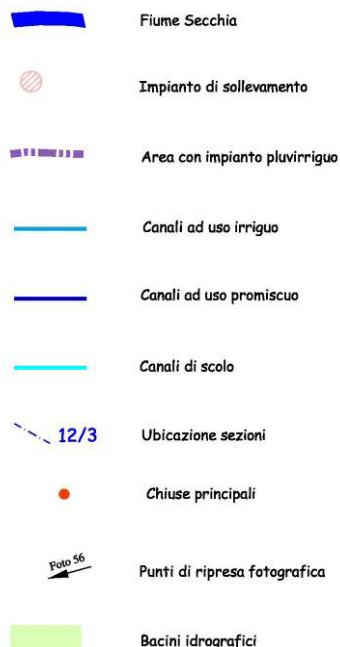 Fiume Secchia
Impianto di sollevamento
Area con impianto pluvirriguo
Canali ad uso irriguo
Canali ad uso promiscuo
Canali di scolo
12/3 Ubicazione sezioni
Chiuse principali
Foto 56 Punti di ripresa fotografica
Bacini idrografici